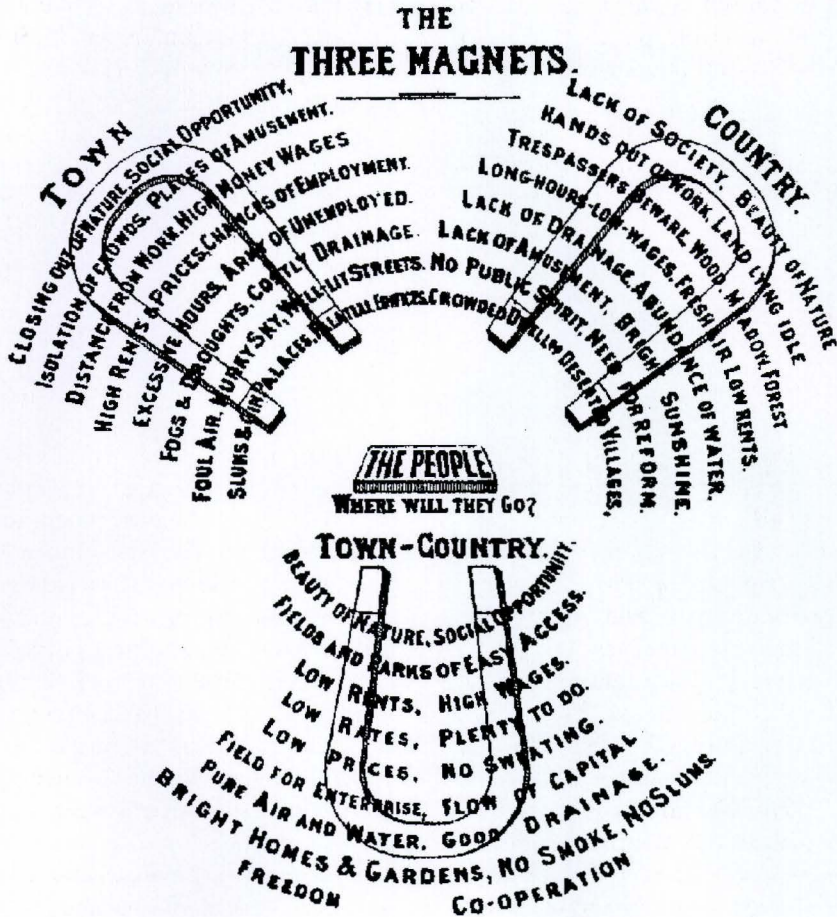 THE
THREE MAGNETS.
TOWN
CLOSING OUT OF NATURE. SOCIAL OPPORTUNITY.
ISOLATION OF CROWDS. PLACES OF AMUSEMENT.
DISTANCE FROM WORK. HIGH MONEY WAGES
HIGH RENTS & PRICES. CHANCES OF EMPLOYMENT.
EXCESSIVE HOURS. ARMY OF UNEMPLOYED.
FOGS & DROUGHTS. COSTLY DRAINAGE.
FOUL AIR. MURKY SKY. WELL-LIT STREETS.
SLUMS & GIN PALACES. PALATIAL EDIFICES.
COUNTRY.
LACK OF SOCIETY. BEAUTY OF NATURE
HANDS OUT OF WORK. LAND LYING IDLE
TRESPASSERS BEWARE. WOOD. MEADOW. FOREST
LONG-HOURS-LOW-WAGES. FRESH AIR LOW RENTS.
LACK OF DRAINAGE. ABUNDANCE OF WATER.
LACK OF AMUSEMENT. BRIGHT SUNSHINE.
NO PUBLIC SPIRIT. NEED FOR REFORM.
CROWDED DWELLINGS DESERTED VILLAGES.
THE PEOPLE
WHERE WILL THEY GO?
TOWN-COUNTRY.
BEAUTY OF NATURE. SOCIAL OPPORTUNITY.
FIELDS AND PARKS OF EASY ACCESS.
LOW RENTS, HIGH WAGES.
LOW RATES, PLENTY TO DO.
LOW PRICES, NO SWEATING.
FIELD FOR ENTERPRISE, FLOW OF CAPITAL
PURE AIR AND WATER, GOOD DRAINAGE.
BRIGHT HOMES & GARDENS, NO SMOKE, NO SLUMS.
FREEDOM CO-OPERATION